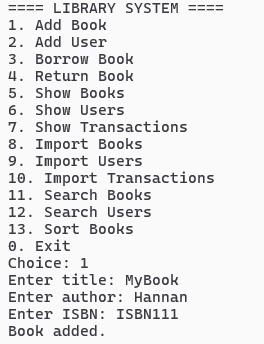 ==== LIBRARY SYSTEM ====
1. Add Book
2. Add User
3. Borrow Book
4. Return Book
5. Show Books
6. Show Users
7. Show Transactions
8. Import Books
9. Import Users
10. Import Transactions
11. Search Books
12. Search Users
13. Sort Books
0. Exit
Choice: 1
Enter title: MyBook
Enter author: Hannan
Enter ISBN: ISBN111
Book added.